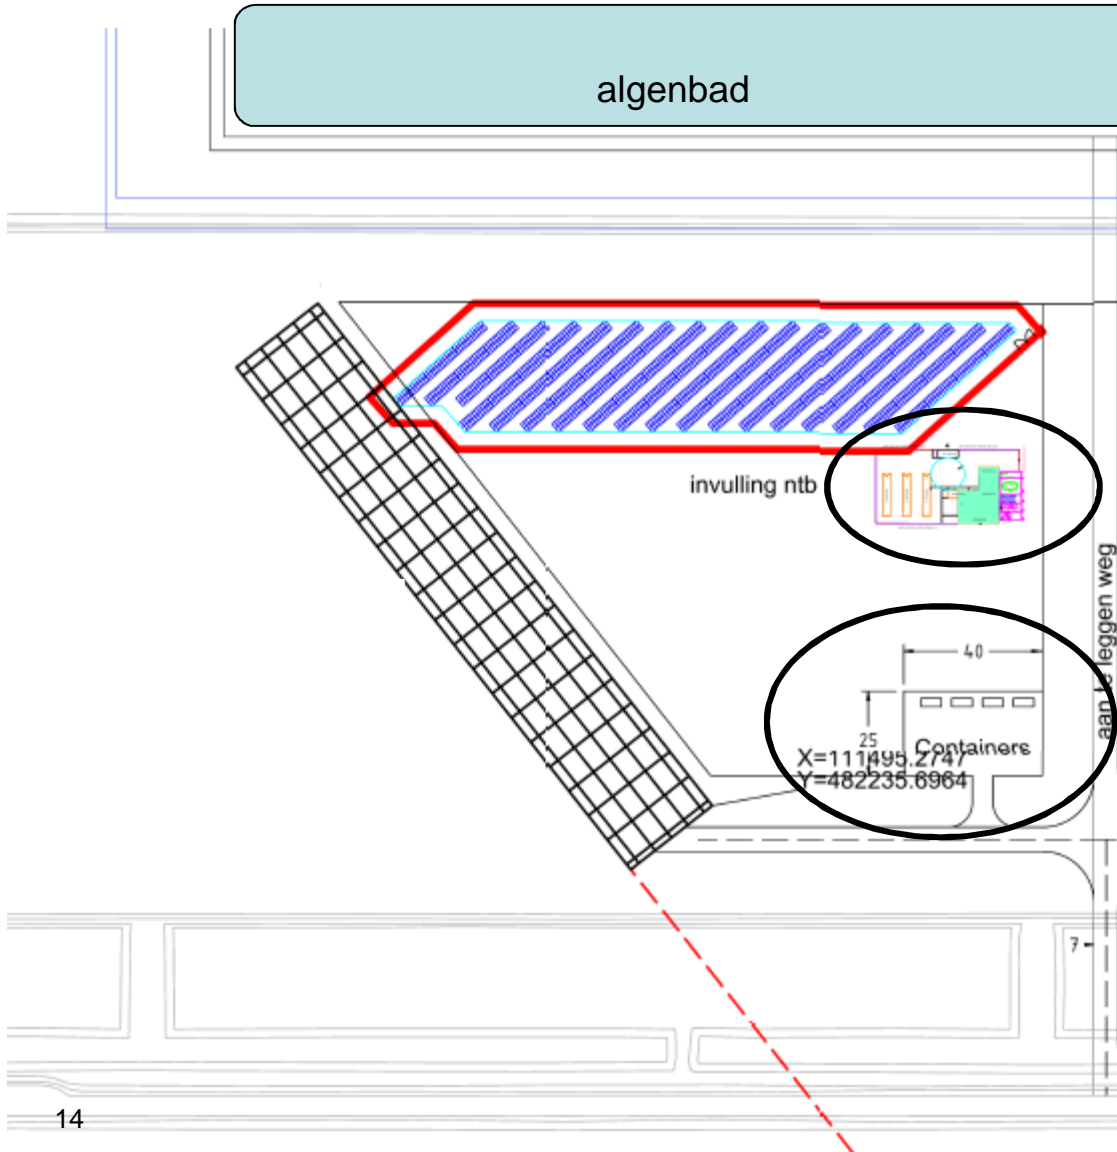 algenbad
invulling ntb
aan te leggen weg
40
25
Containers
X=111495.2747
Y=482235.6964
7
14